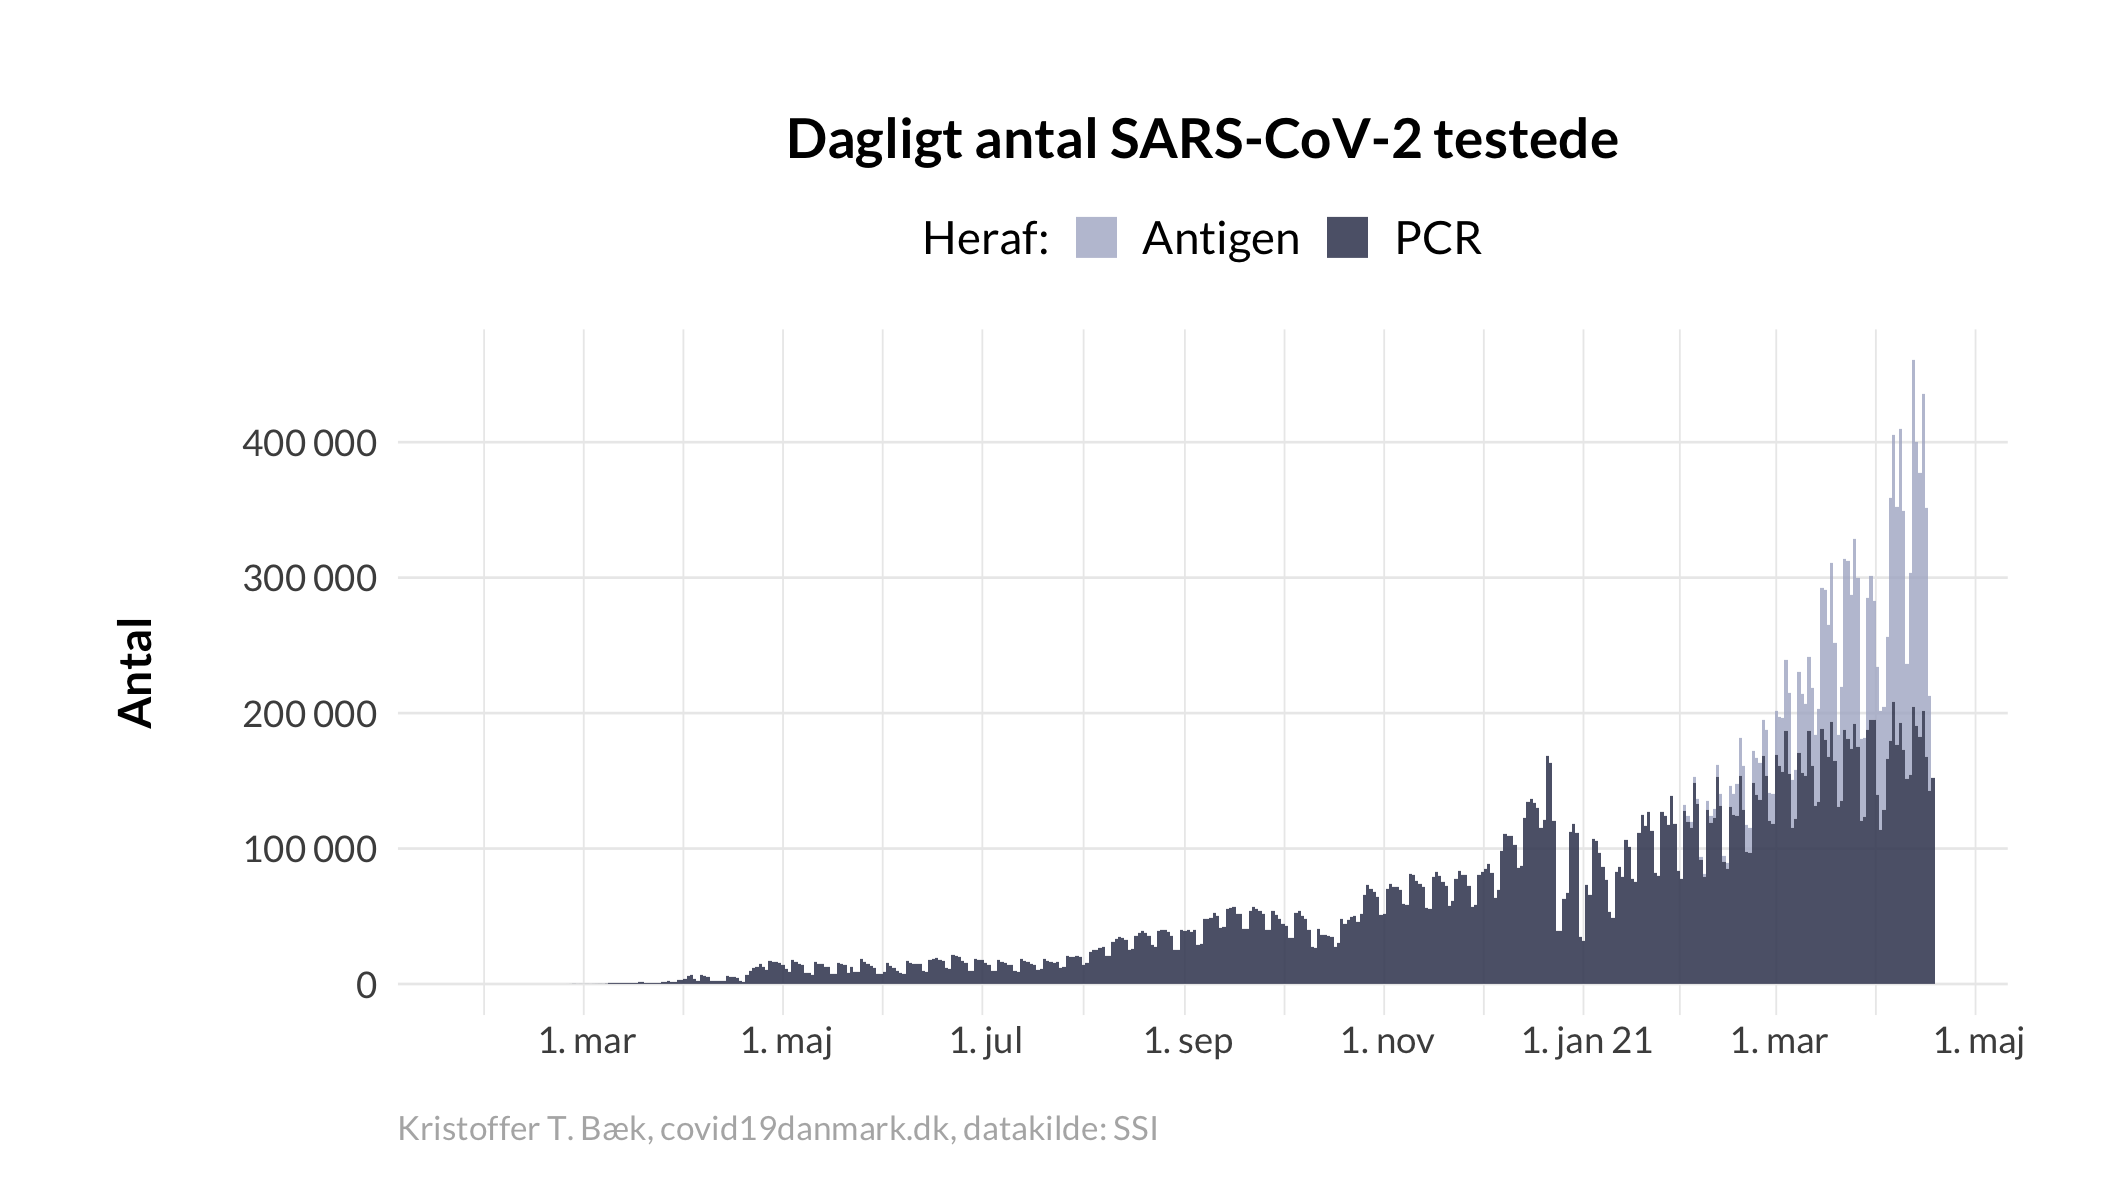 Dagligt antal SARS-CoV-2 testede
Heraf: Antigen PCR
Antal
400 000
300 000
200 000
100 000
0
1. mar 1. maj 1. jul 1. sep 1. nov 1. jan 21 1. mar 1. maj
Kristoffer T. Bæk, covid19danmark.dk, datakilde: SSI